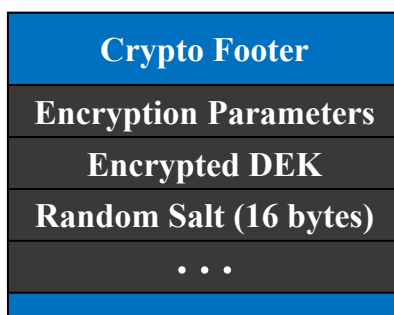 Crypto Footer
Encryption Parameters
Encrypted DEK
Random Salt (16 bytes)
. . .